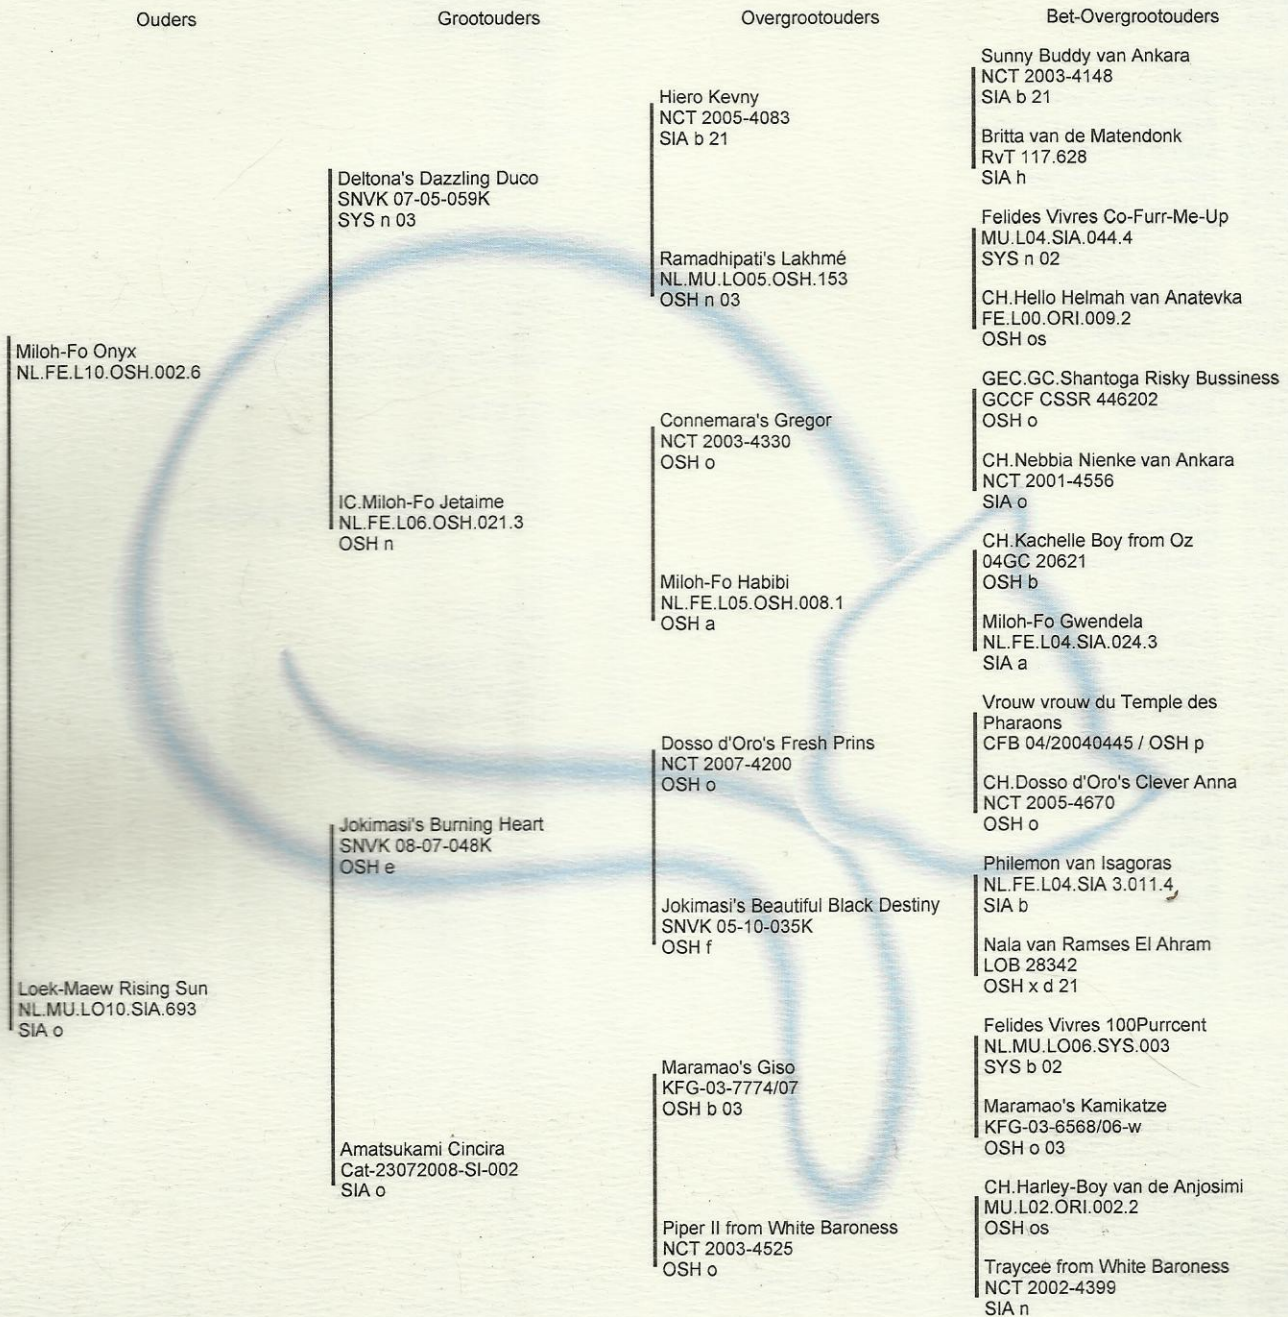 Ouders
Grootouders
Overgrootouders
Bet-Overgrootouders
Miloh-Fo Onyx
NL.FE.L10.OSH.002.6
Loek-Maew Rising Sun
NL.MU.LO10.SIA.693
SIA o
Deltona's Dazzling Duco
SNVK 07-05-059K
SYS n 03
IC.Miloh-Fo Jetaime
NL.FE.L06.OSH.021.3
OSH n
Jokimasi's Burning Heart
SNVK 08-07-048K
OSH e
Amatsukami Cincira
Cat-23072008-SI-002
SIA o
Hiero Kevny
NCT 2005-4083
SIA b 21
Ramadhipati's Lakhmé
NL.MU.LO05.OSH.153
OSH n 03
Connemara's Gregor
NCT 2003-4330
OSH o
Miloh-Fo Habibi
NL.FE.L05.OSH.008.1
OSH a
Dosso d'Oro's Fresh Prins
NCT 2007-4200
OSH o
Jokimasi's Beautiful Black Destiny
SNVK 05-10-035K
OSH f
Maramao's Giso
KFG-03-7774/07
OSH b 03
Piper II from White Baroness
NCT 2003-4525
OSH o
Sunny Buddy van Ankara
NCT 2003-4148
SIA b 21
Britta van de Matendonk
RvT 117.628
SIA h
Felides Vivres Co-Furr-Me-Up
MU.L04.SIA.044.4
SYS n 02
CH.Hello Helmah van Anatevka
FE.L00.ORI.009.2
OSH os
GEC.GC.Shantoga Risky Bussiness
GCCF CSSR 446202
OSH o
CH.Nebbia Nienke van Ankara
NCT 2001-4556
SIA o
CH.Kachelle Boy from Oz
04GC 20621
OSH b
Miloh-Fo Gwendela
NL.FE.L04.SIA.024.3
SIA a
Vrouw vrouw du Temple des
Pharaons
CFB 04/20040445 / OSH p
CH.Dosso d'Oro's Clever Anna
NCT 2005-4670
OSH o
Philemon van Isagoras
NL.FE.L04.SIA 3.011.4
SIA b
Nala van Ramses El Ahram
LOB 28342
OSH x d 21
Felides Vivres 100Purrcent
NL.MU.LO06.SYS.003
SYS b 02
Maramao's Kamikatze
KFG-03-6568/06-w
OSH o 03
CH.Harley-Boy van de Anjosimi
MU.L02.ORI.002.2
OSH os
Traycee from White Baroness
NCT 2002-4399
SIA n